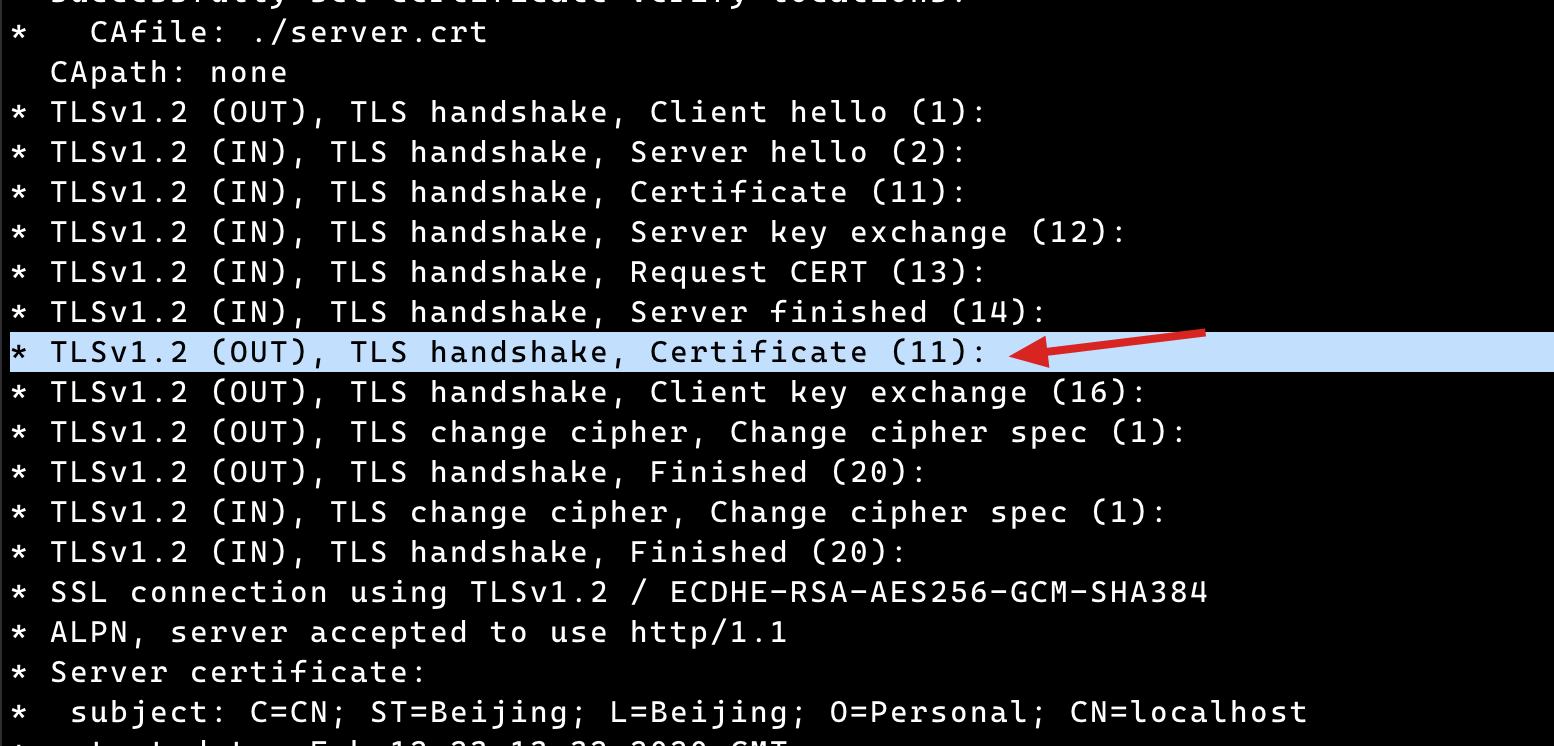 successfully set certificate verify locations:
*   CAfile: ./server.crt
  CApath: none
* TLSv1.2 (OUT), TLS handshake, Client hello (1):
* TLSv1.2 (IN), TLS handshake, Server hello (2):
* TLSv1.2 (IN), TLS handshake, Certificate (11):
* TLSv1.2 (IN), TLS handshake, Server key exchange (12):
* TLSv1.2 (IN), TLS handshake, Request CERT (13):
* TLSv1.2 (IN), TLS handshake, Server finished (14):
* TLSv1.2 (OUT), TLS handshake, Certificate (11):
* TLSv1.2 (OUT), TLS handshake, Client key exchange (16):
* TLSv1.2 (OUT), TLS change cipher, Change cipher spec (1):
* TLSv1.2 (OUT), TLS handshake, Finished (20):
* TLSv1.2 (IN), TLS change cipher, Change cipher spec (1):
* TLSv1.2 (IN), TLS handshake, Finished (20):
* SSL connection using TLSv1.2 / ECDHE-RSA-AES256-GCM-SHA384
* ALPN, server accepted to use http/1.1
* Server certificate:
*  subject: C=CN; ST=Beijing; L=Beijing; O=Personal; CN=localhost